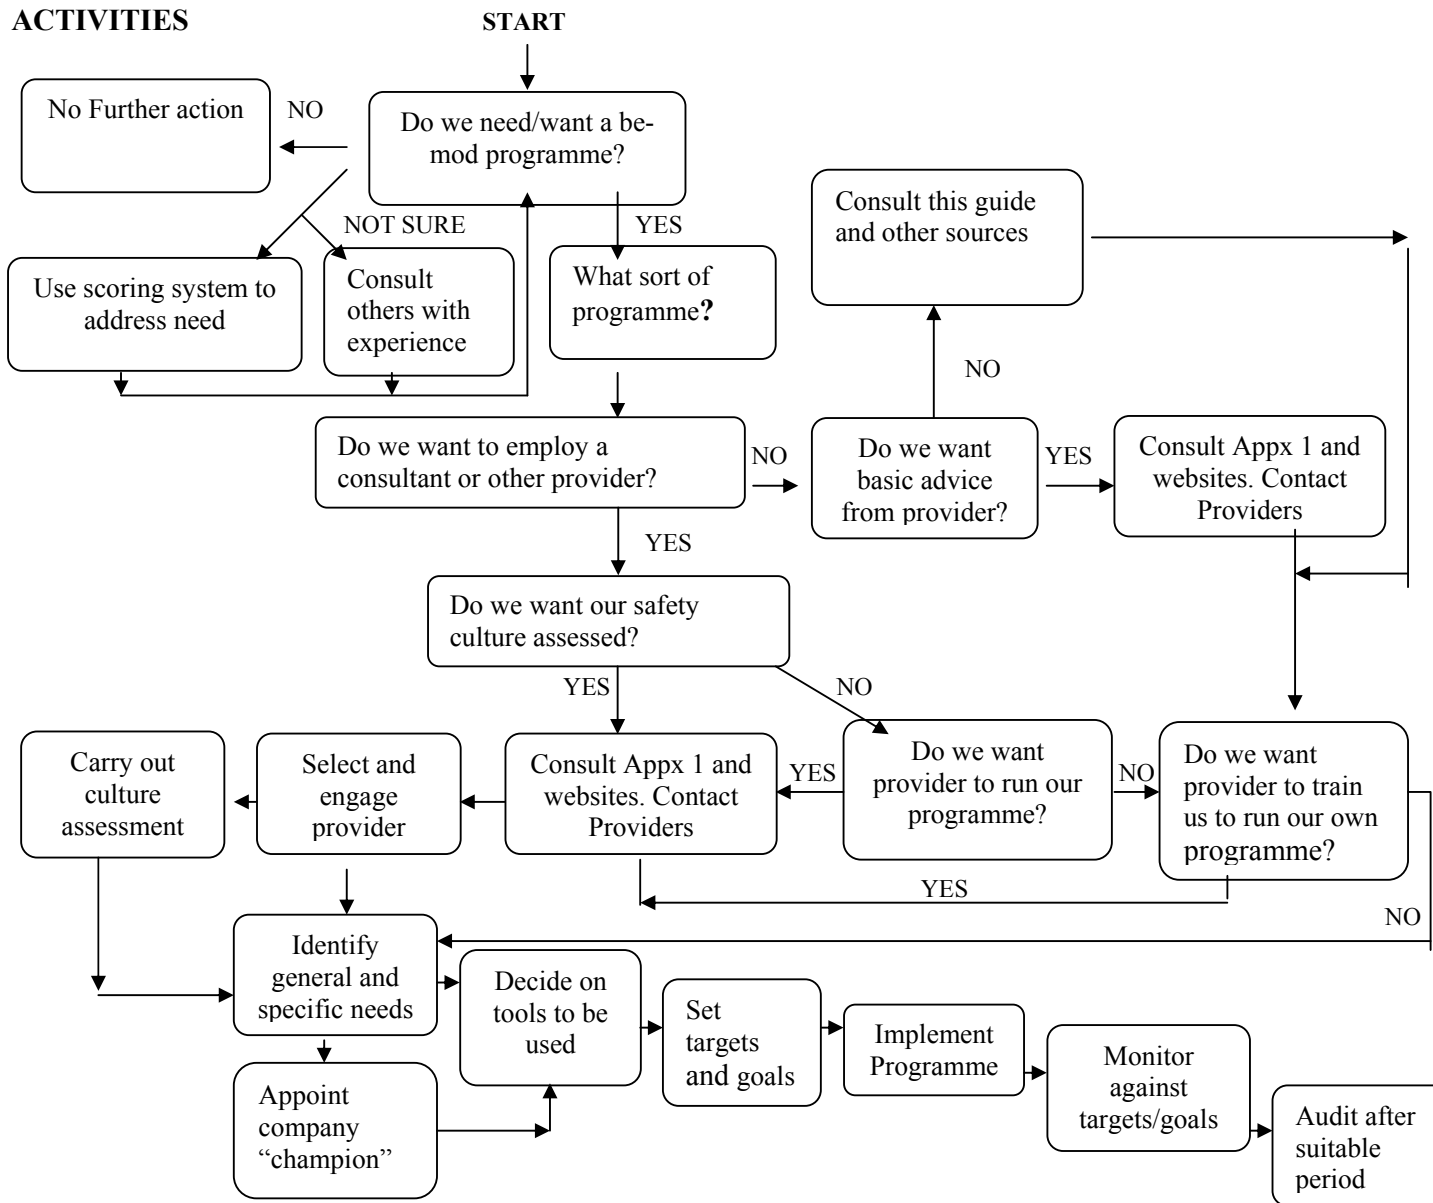 ACTIVITIES
START
No Further action
NO
Do we need/want a be-
mod programme?
NOT SURE
YES
Consult this guide
and other sources
Use scoring system to
address need
Consult
others with
experience
What sort of
programme?
NO
Do we want to employ a
consultant or other provider?
NO
Do we want
basic advice
from provider?
YES
Consult Appx 1 and
websites. Contact
Providers
YES
Do we want our safety
culture assessed?
YES
NO
Carry out
culture
assessment
Select and
engage
provider
Consult Appx 1 and
websites. Contact
Providers
YES
Do we want
provider to run our
programme?
NO
Do we want
provider to train
us to run our own
programme?
YES
NO
Identify
general and
specific needs
Decide on
tools to be
used
Set
targets
and goals
Implement
Programme
Monitor
against
targets/goals
Audit after
suitable
period
Appoint
company
“champion”